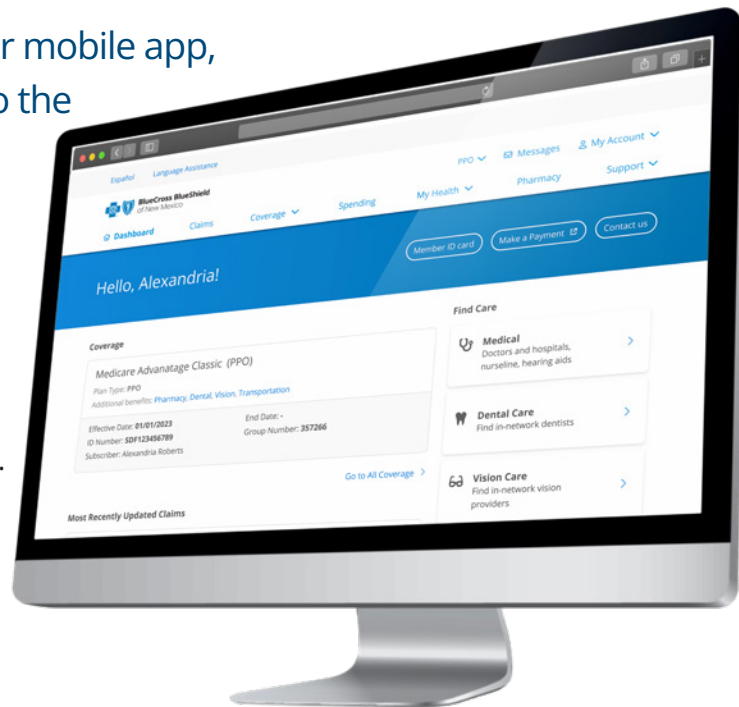 r mobile app,
o the
.
Español Language Assistance
PPO Messages My Account
BlueCross BlueShield
of New Mexico
Dashboard Claims Coverage Spending My Health Pharmacy Support
Hello, Alexandria!
Member ID card Make a Payment Contact us
Coverage
Medicare Advanatage Classic (PPO)
Plan Type: PPO
Additional benefits: Pharmacy, Dental, Vision, Transportation
Effective Date: 01/01/2023 End Date: -
ID Number: SDF123456789 Group Number: 357266
Subscriber: Alexandria Roberts
Go to All Coverage
Most Recently Updated Claims
Find Care
Medical
Doctors and hospitals,
nurseline, hearing aids
Dental Care
Find in-network dentists
Vision Care
Find in-network vision
providers